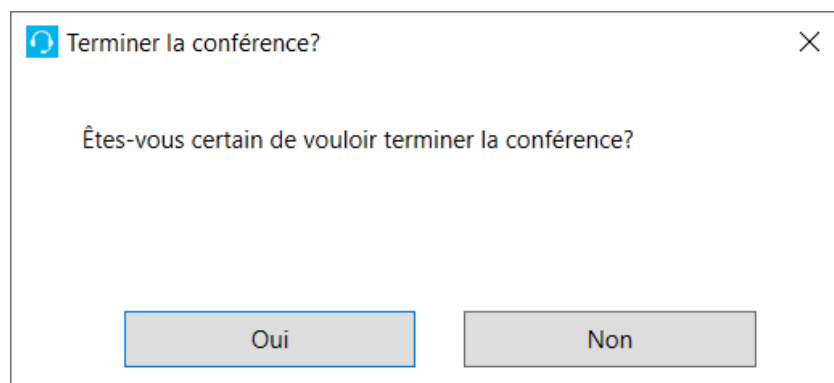 Terminer la conférence?
Êtes-vous certain de vouloir terminer la conférence?
Oui
Non